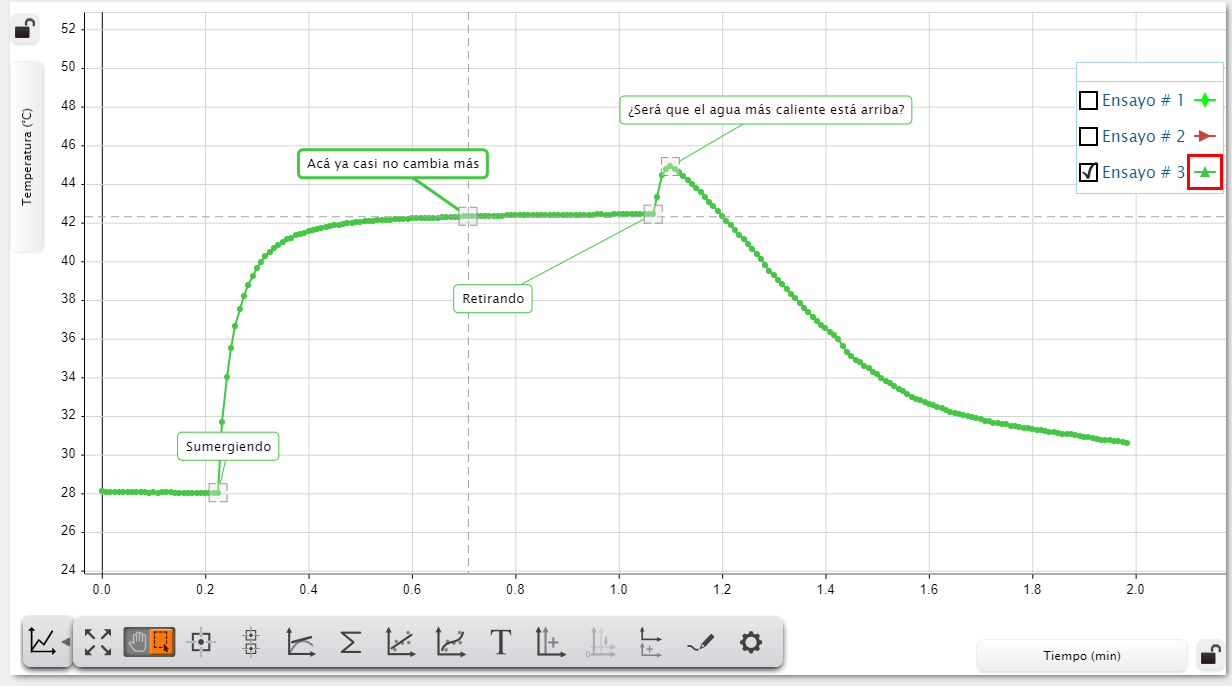 52
50
48
46
44
42
40
38
36
34
32
30
28
26
24
Temperatura (°C)
Ensayo # 1
Ensayo # 2
Ensayo # 3
¿Será que el agua más caliente está arriba?
Acá ya casi no cambia más
Retirando
Sumergiendo
0.0 0.2 0.4 0.6 0.8 1.0 1.2 1.4 1.6 1.8 2.0
Σ T 0
Tiempo (min)